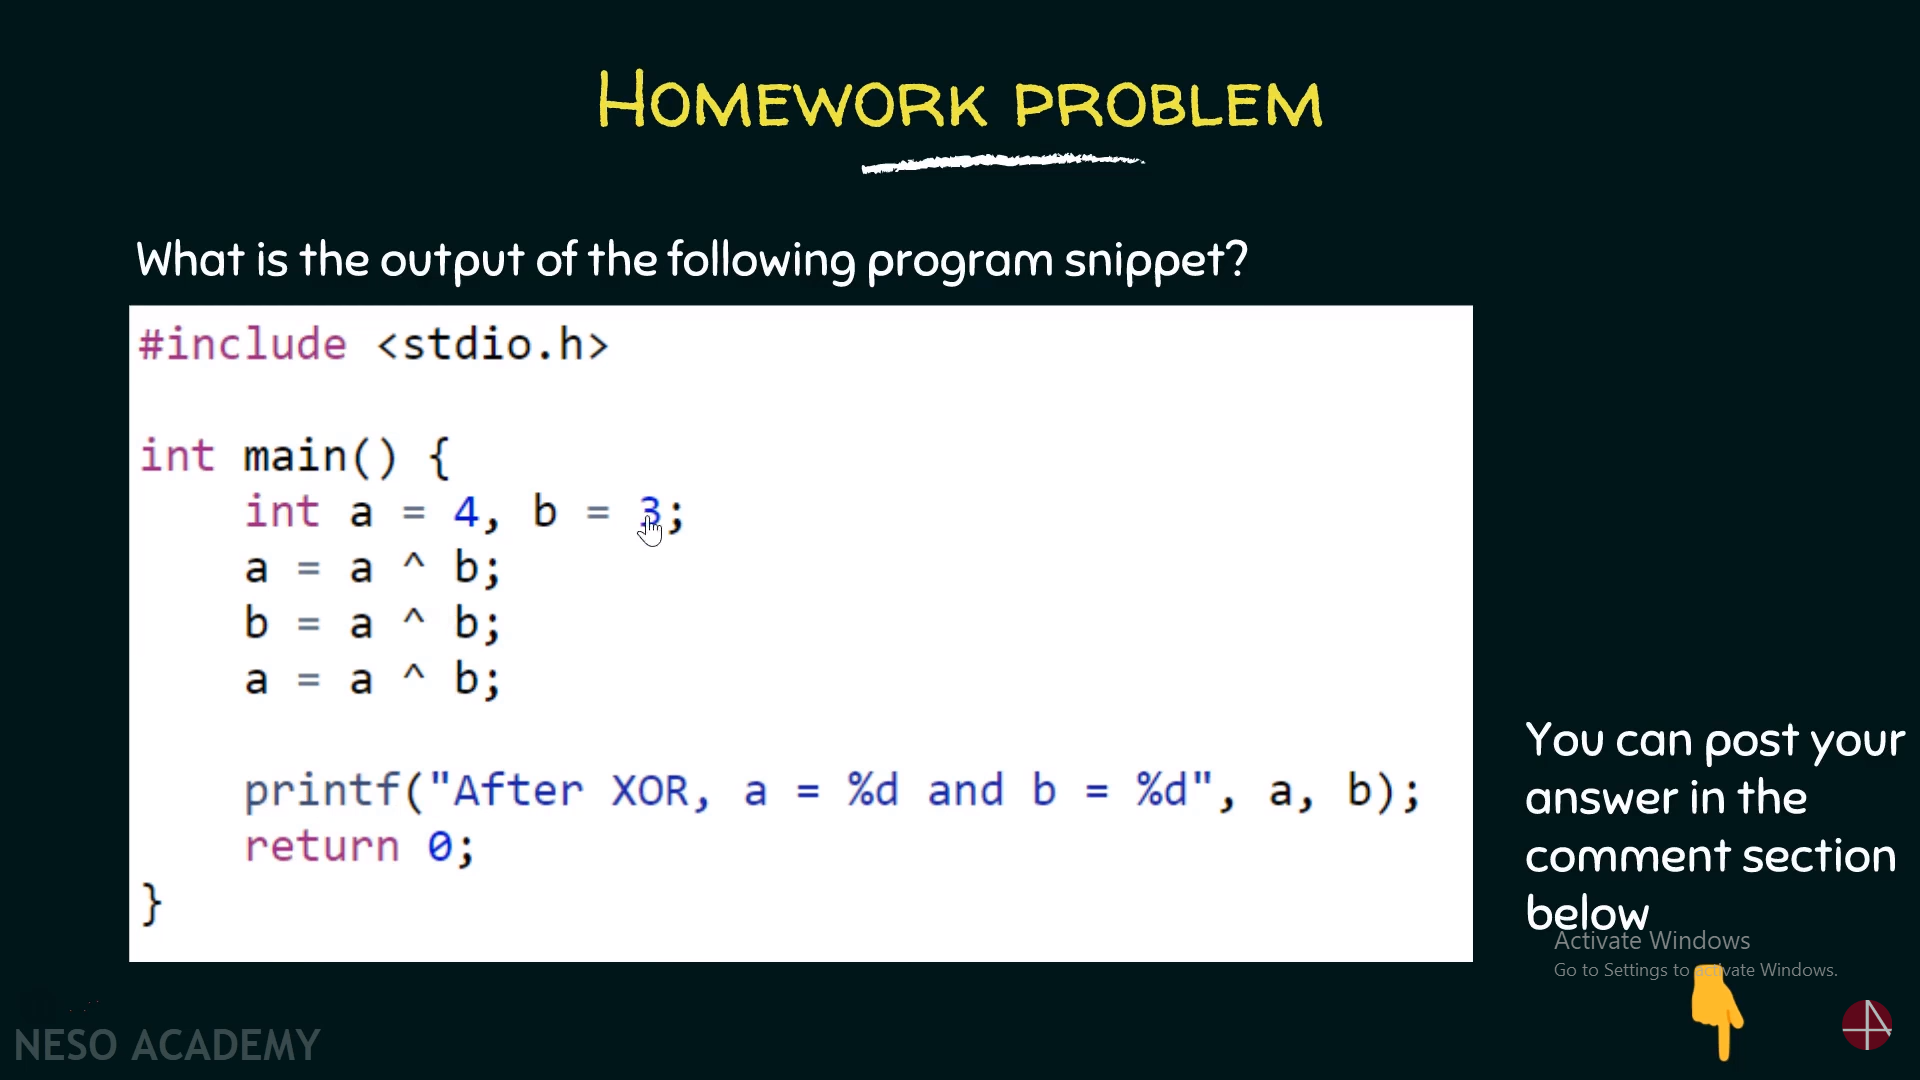 HOMEWORK PROBLEM
What is the output of the following program snippet?
#include <stdio.h>
int main() {
    int a = 4, b = 3;
    a = a ^ b;
    b = a ^ b;
    a = a ^ b;
    printf("After XOR, a = %d and b = %d", a, b);
    return 0;
}
You can post your
answer in the
comment section
below
Activate Windows
Go to Settings to activate Windows.
NESO ACADEMY